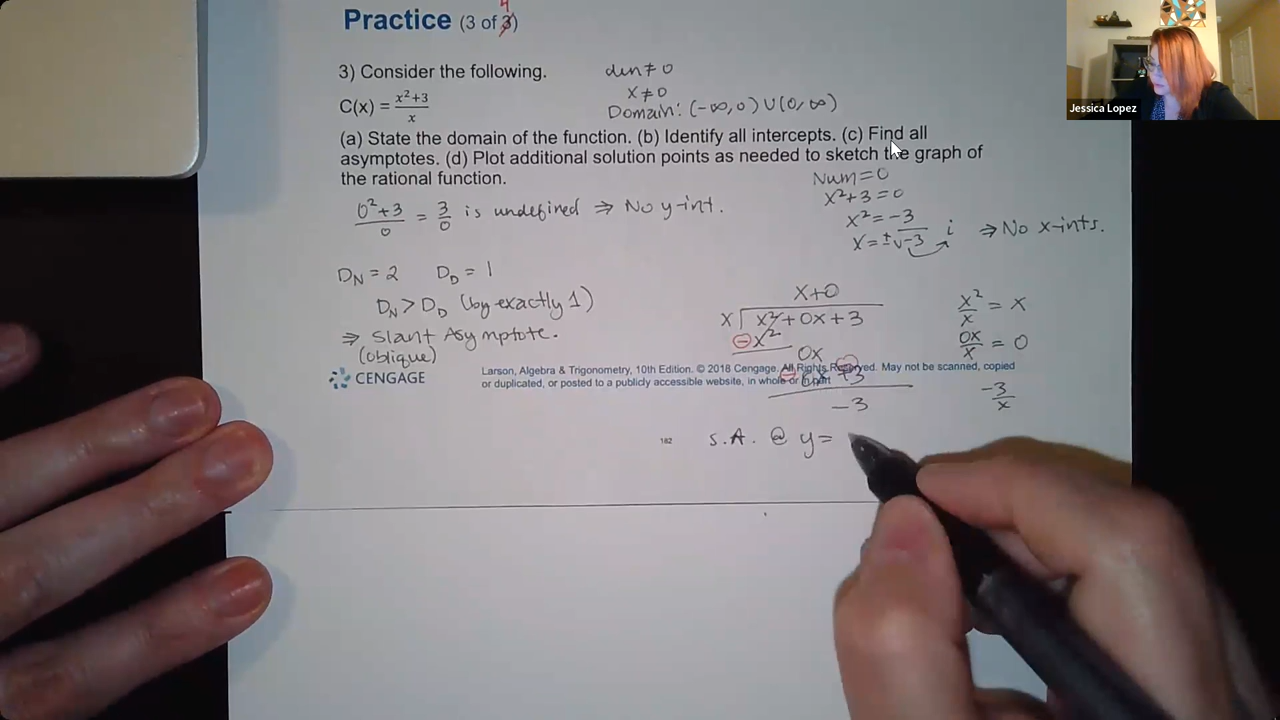 Practice (3 of 3) 4
Jessica Lopez
3) Consider the following.
den ≠ 0
x ≠ 0
C(x) = x²+3 / x
Domain: (-∞, 0) ∪ (0, ∞)
(a) State the domain of the function. (b) Identify all intercepts. (c) Find all
asymptotes. (d) Plot additional solution points as needed to sketch the graph of
the rational function.
0²+3 / 0 = 3/0 is undefined ⇒ No y-int.
Num = 0
x²+3 = 0
x² = -3
x = ±√-3 i ⇒ No x-ints.
D_N = 2 D_D = 1
D_N > D_D (by exactly 1)
⇒ Slant Asymptote.
(oblique)
x+0
x x²+0x+3
x²
0x
-3
x²/x = x
0x/x = 0
-3/x
CENGAGE
Larson, Algebra & Trigonometry, 10th Edition. © 2018 Cengage. All Rights Reserved. May not be scanned, copied
or duplicated, or posted to a publicly accessible website, in whole or in part
182
S.A. @ y=